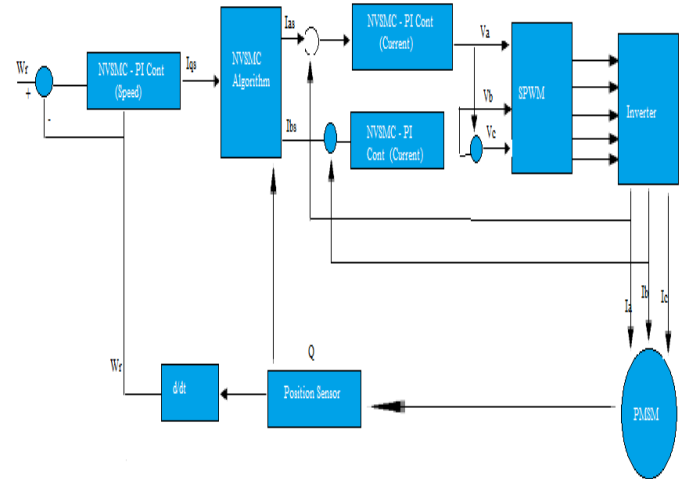 Ias
NVSMC - PI Cont
(Current)
Va
Wr
+
-
NVSMC - PI Cont
(Speed)
Iqs
NVSMC
Algorithm
Ibs
NVSMC - PI
Cont (Current)
Vb
Vc
SPWM
Inverter
Ia
Ib
Ic
Q
Wr
d/dt
Position Sensor
PMSM